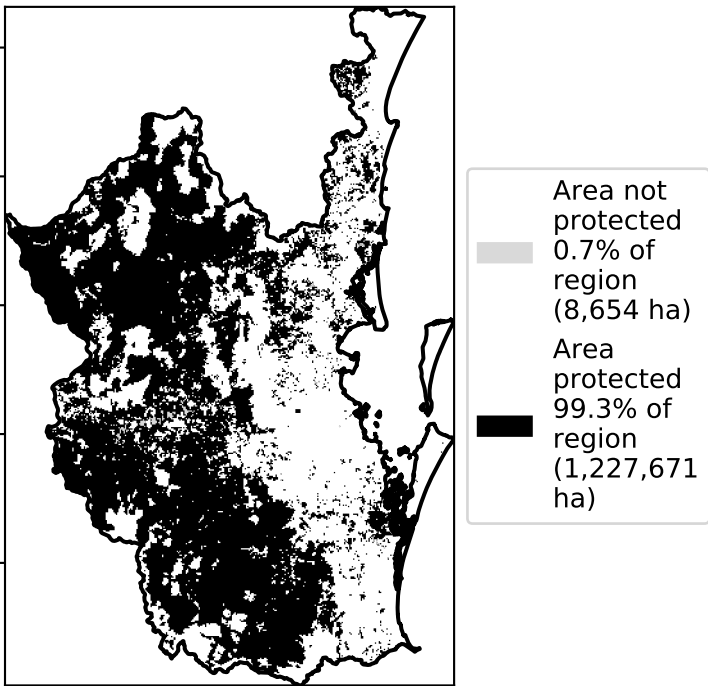 Area not
protected
0.7% of
region
(8,654 ha)
Area
protected
99.3% of
region
(1,227,671
ha)